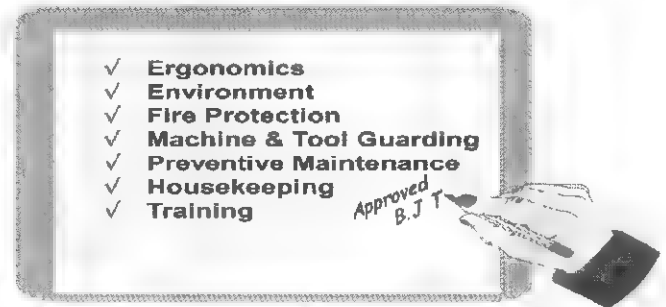 √ Ergonomics
√ Environment
√ Fire Protection
√ Machine & Tool Guarding
√ Preventive Maintenance
√ Housekeeping
√ Training
Approved
B.J T